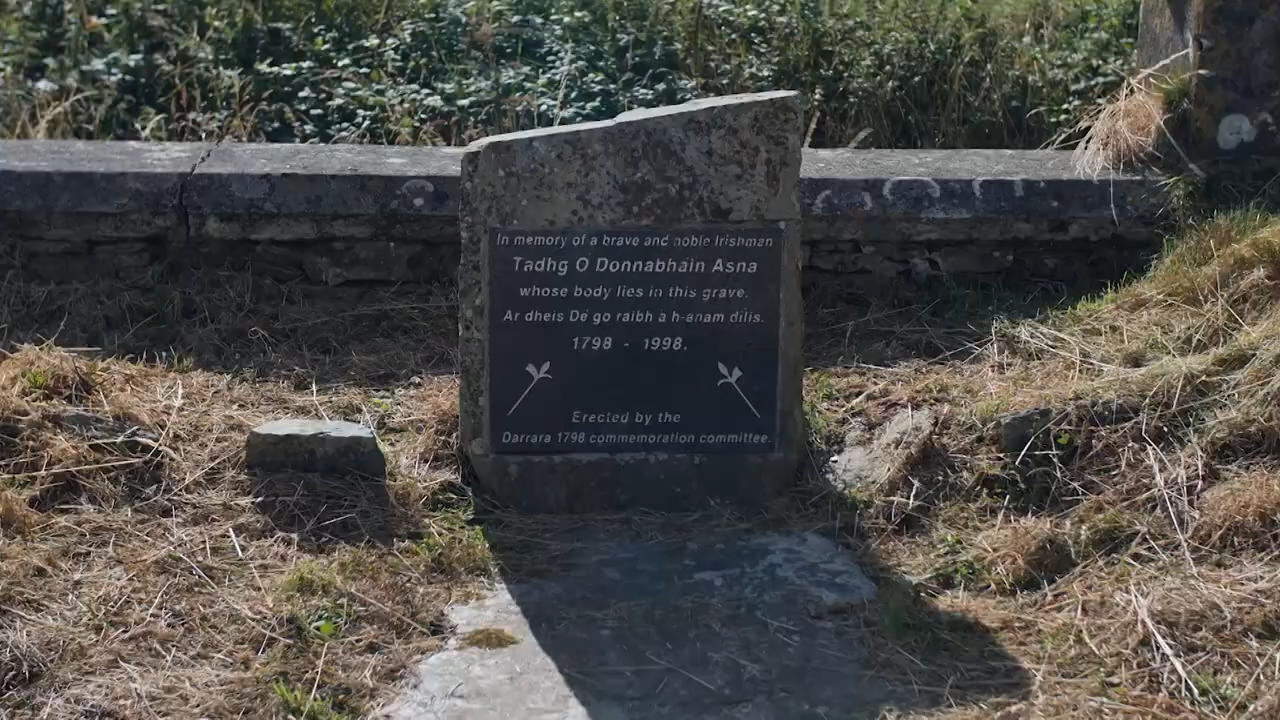 In memory of a brave and noble Irishman
Tadhg O Donnabhain Asna
whose body lies in this grave.
Ar dheis Dé go raibh a h-anam dilis.
1798 - 1998.
Erected by the
Darrara 1798 commemoration committee.